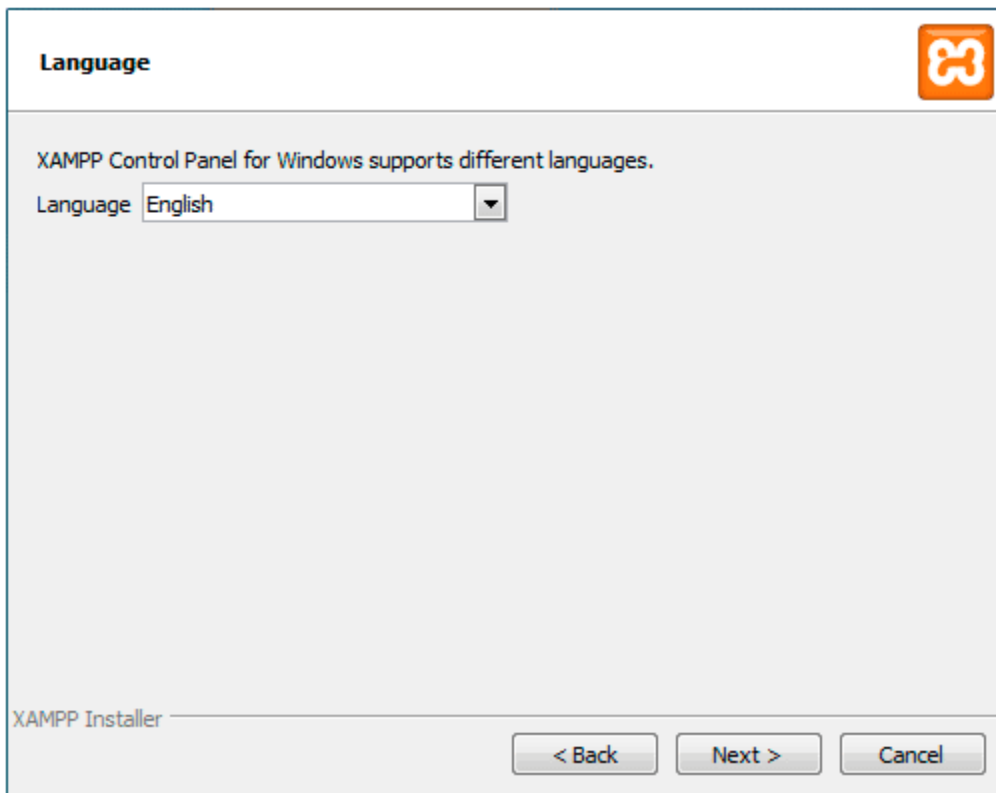 Language
XAMPP Control Panel for Windows supports different languages.
Language English
XAMPP Installer
< Back Next > Cancel